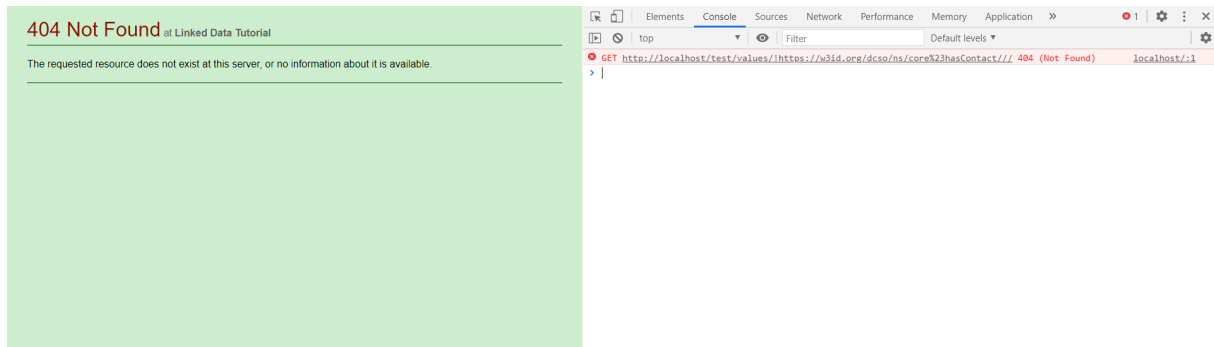 404 Not Found at Linked Data Tutorial
The requested resource does not exist at this server, or no information about it is available.
Elements Console Sources Network Performance Memory Application » 1
top Filter Default levels ▼
GET http://localhost/test/values/!https://w3id.org/dcso/ns/core%23hasContact/// 404 (Not Found) localhost/:1